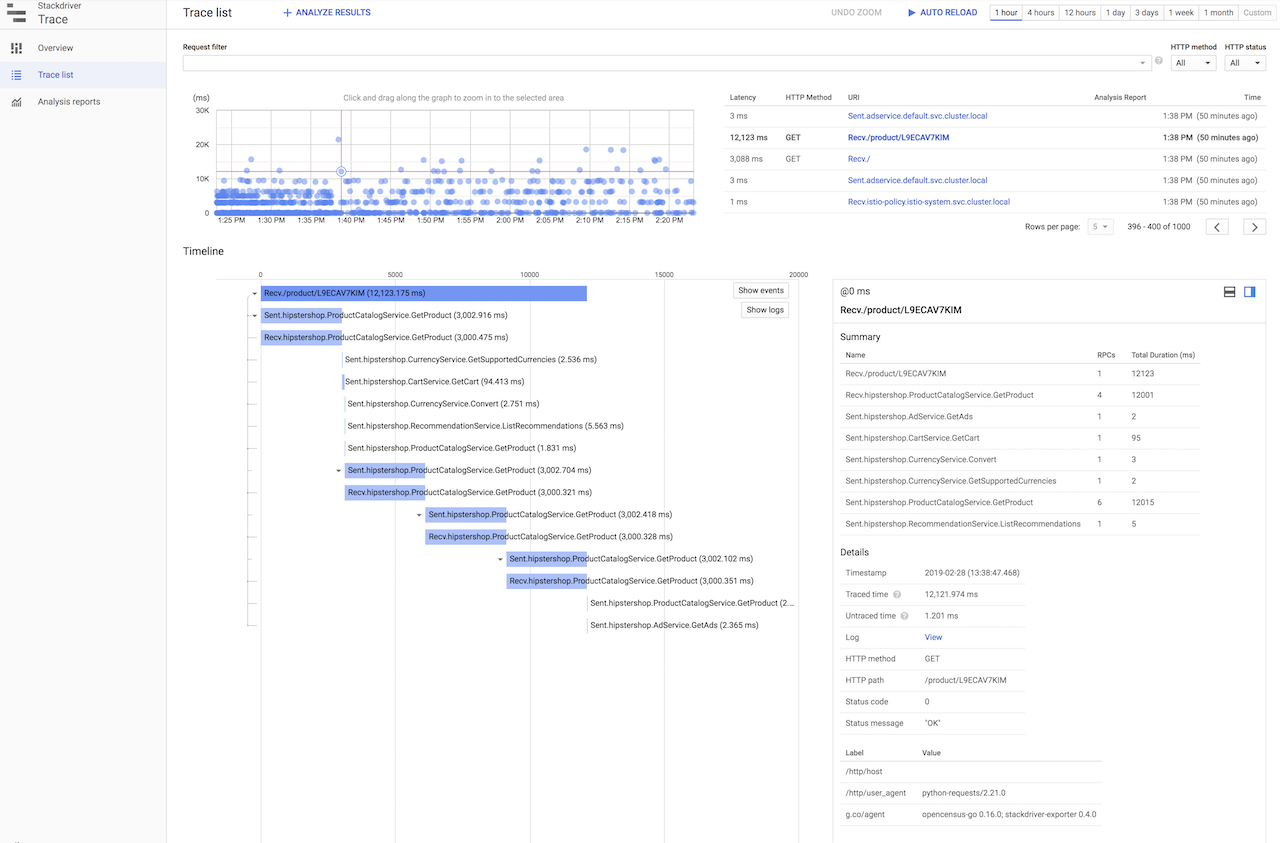 Stackdriver
Trace
Overview
Trace list
Analysis reports
Trace list
ANALYZE RESULTS
UNDO ZOOM
AUTO RELOAD
1 hour 4 hours 12 hours 1 day 3 days 1 week 1 month Custom
Request filter
HTTP method HTTP status
All All
(ms) Click and drag along the graph to zoom in to the selected area
30K
20K
10K
0
1:25 PM 1:30 PM 1:35 PM 1:40 PM 1:45 PM 1:50 PM 1:55 PM 2:00 PM 2:05 PM 2:10 PM 2:15 PM 2:20 PM
Latency HTTP Method URI Analysis Report Time
3 ms Sent.adservice.default.svc.cluster.local 1:38 PM (50 minutes ago)
12,123 ms GET Recv./product/L9ECAV7KIM 1:38 PM (50 minutes ago)
3,088 ms GET Recv./ 1:38 PM (50 minutes ago)
3 ms Sent.adservice.default.svc.cluster.local 1:38 PM (50 minutes ago)
1 ms Recv.istio-policy.istio-system.svc.cluster.local 1:38 PM (50 minutes ago)
Rows per page: 5 396 - 400 of 1000
Timeline
0 5000 10000 15000 20000
Show events
Show logs
Recv./product/L9ECAV7KIM (12,123.175 ms)
Sent.hipstershop.ProductCatalogService.GetProduct (3,002.916 ms)
Recv.hipstershop.ProductCatalogService.GetProduct (3,000.475 ms)
Sent.hipstershop.CurrencyService.GetSupportedCurrencies (2.536 ms)
Sent.hipstershop.CartService.GetCart (94.413 ms)
Sent.hipstershop.CurrencyService.Convert (2.751 ms)
Sent.hipstershop.RecommendationService.ListRecommendations (5.563 ms)
Sent.hipstershop.ProductCatalogService.GetProduct (1.831 ms)
Sent.hipstershop.ProductCatalogService.GetProduct (3,002.704 ms)
Recv.hipstershop.ProductCatalogService.GetProduct (3,000.321 ms)
Sent.hipstershop.ProductCatalogService.GetProduct (3,002.418 ms)
Recv.hipstershop.ProductCatalogService.GetProduct (3,000.328 ms)
Sent.hipstershop.ProductCatalogService.GetProduct (3,002.102 ms)
Recv.hipstershop.ProductCatalogService.GetProduct (3,000.351 ms)
Sent.hipstershop.ProductCatalogService.GetProduct (2....
Sent.hipstershop.AdService.GetAds (2.365 ms)
@0 ms
Recv./product/L9ECAV7KIM
Summary
Name RPCs Total Duration (ms)
Recv./product/L9ECAV7KIM 1 12123
Recv.hipstershop.ProductCatalogService.GetProduct 4 12001
Sent.hipstershop.AdService.GetAds 1 2
Sent.hipstershop.CartService.GetCart 1 95
Sent.hipstershop.CurrencyService.Convert 1 3
Sent.hipstershop.CurrencyService.GetSupportedCurrencies 1 2
Sent.hipstershop.ProductCatalogService.GetProduct 6 12015
Sent.hipstershop.RecommendationService.ListRecommendations 1 5
Details
Timestamp 2019-02-28 (13:38:47.468)
Traced time ? 12,121.974 ms
Untraced time ? 1.201 ms
Log View
HTTP method GET
HTTP path /product/L9ECAV7KIM
Status code 0
Status message "OK"
Label Value
/http/host
/http/user_agent python-requests/2.21.0
g.co/agent opencensus-go 0.16.0; stackdriver-exporter 0.4.0